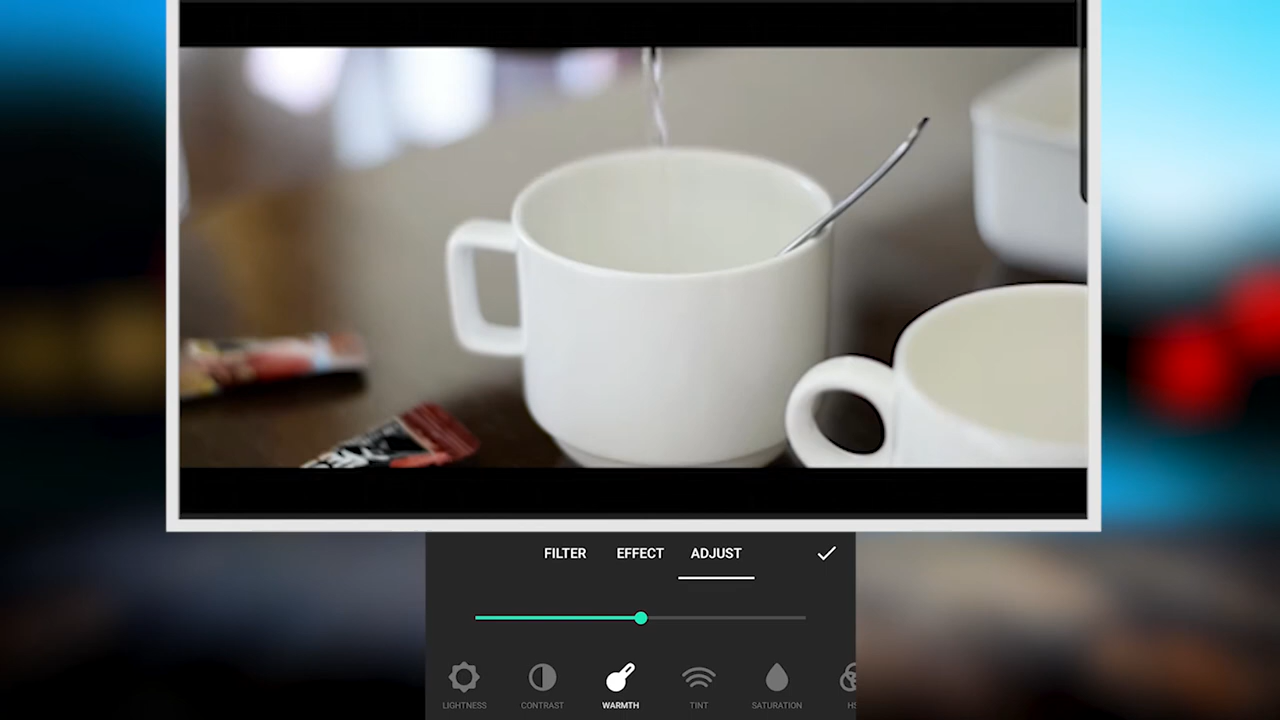 FILTER EFFECT ADJUST
LIGHTNESS CONTRAST WARMTH TINT SATURATION